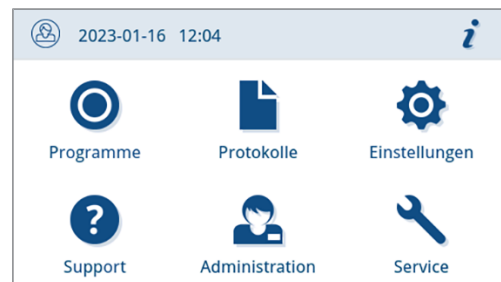 2023-01-16 12:04 i
Programme Protokolle Einstellungen
? 
Support Administration Service